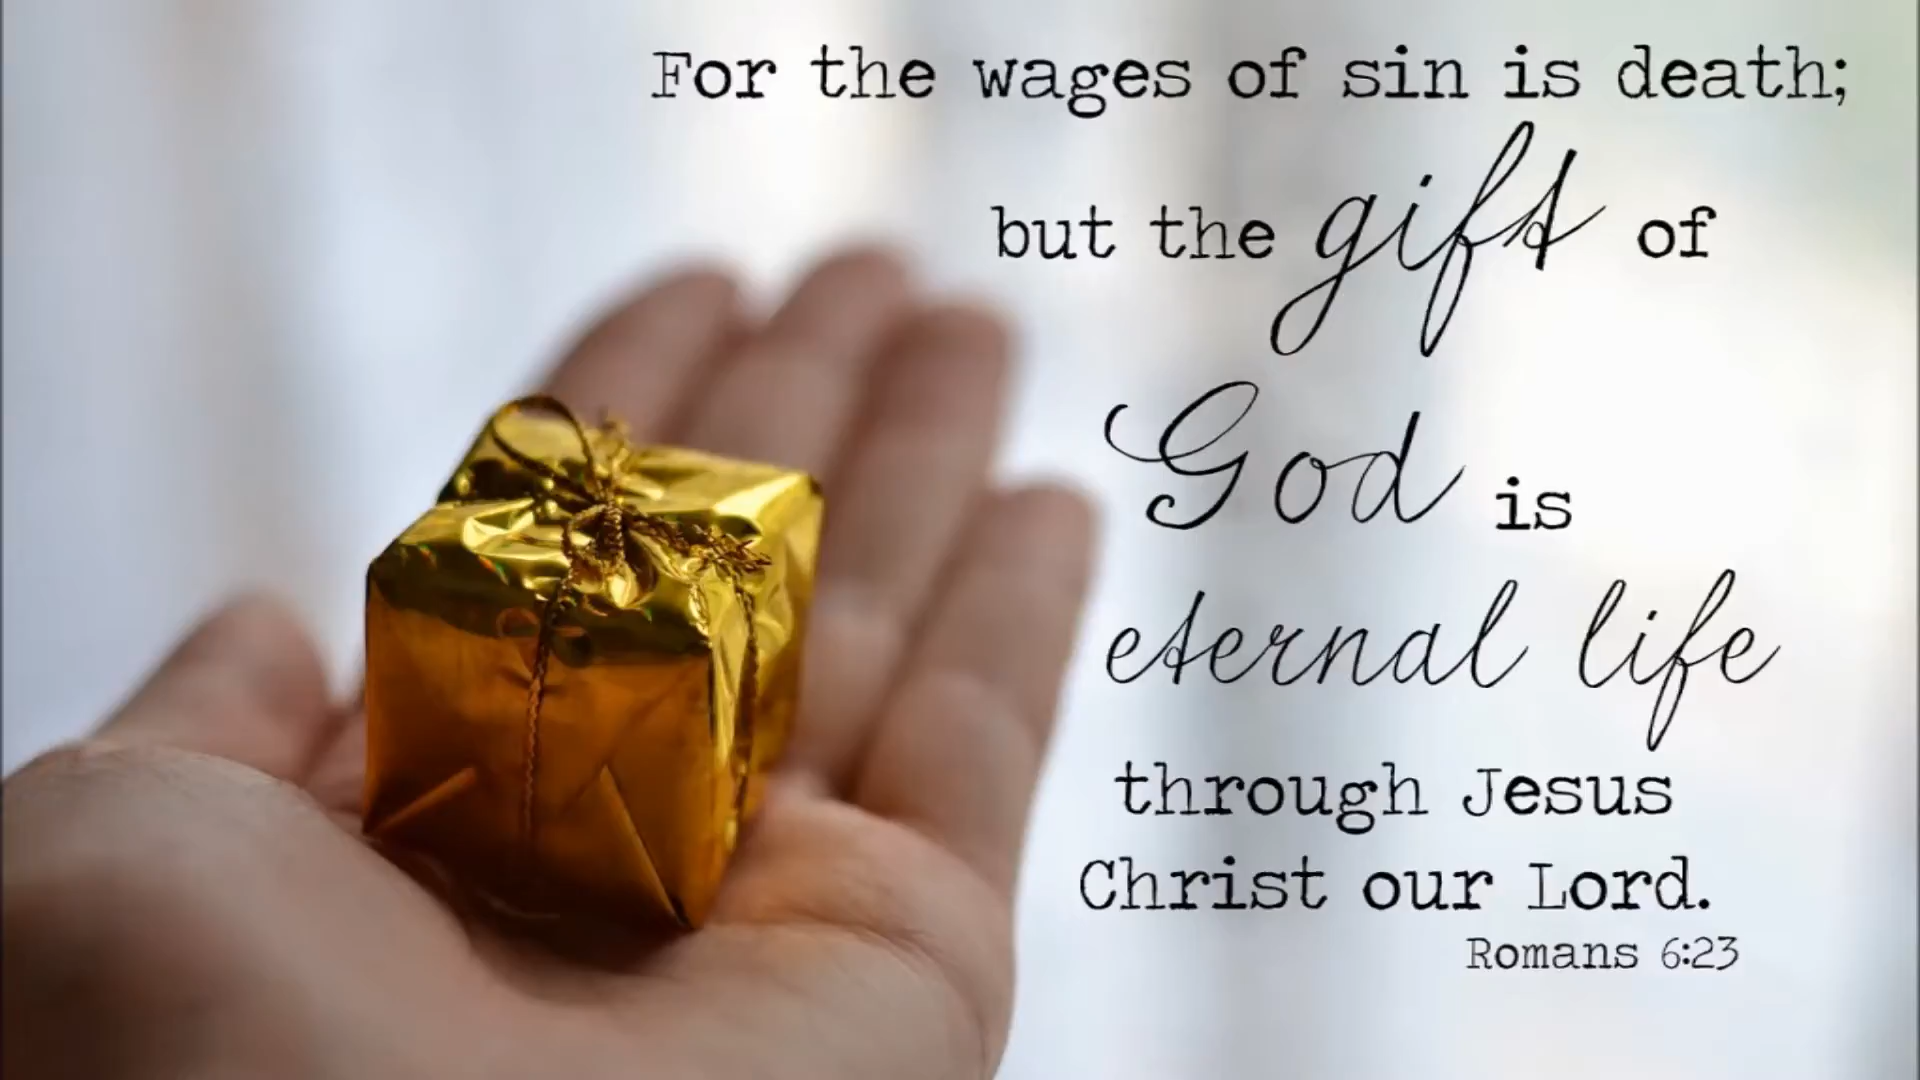 For the wages of sin is death;
but the gift of
God is
eternal life
through Jesus
Christ our Lord.
Romans 6:23